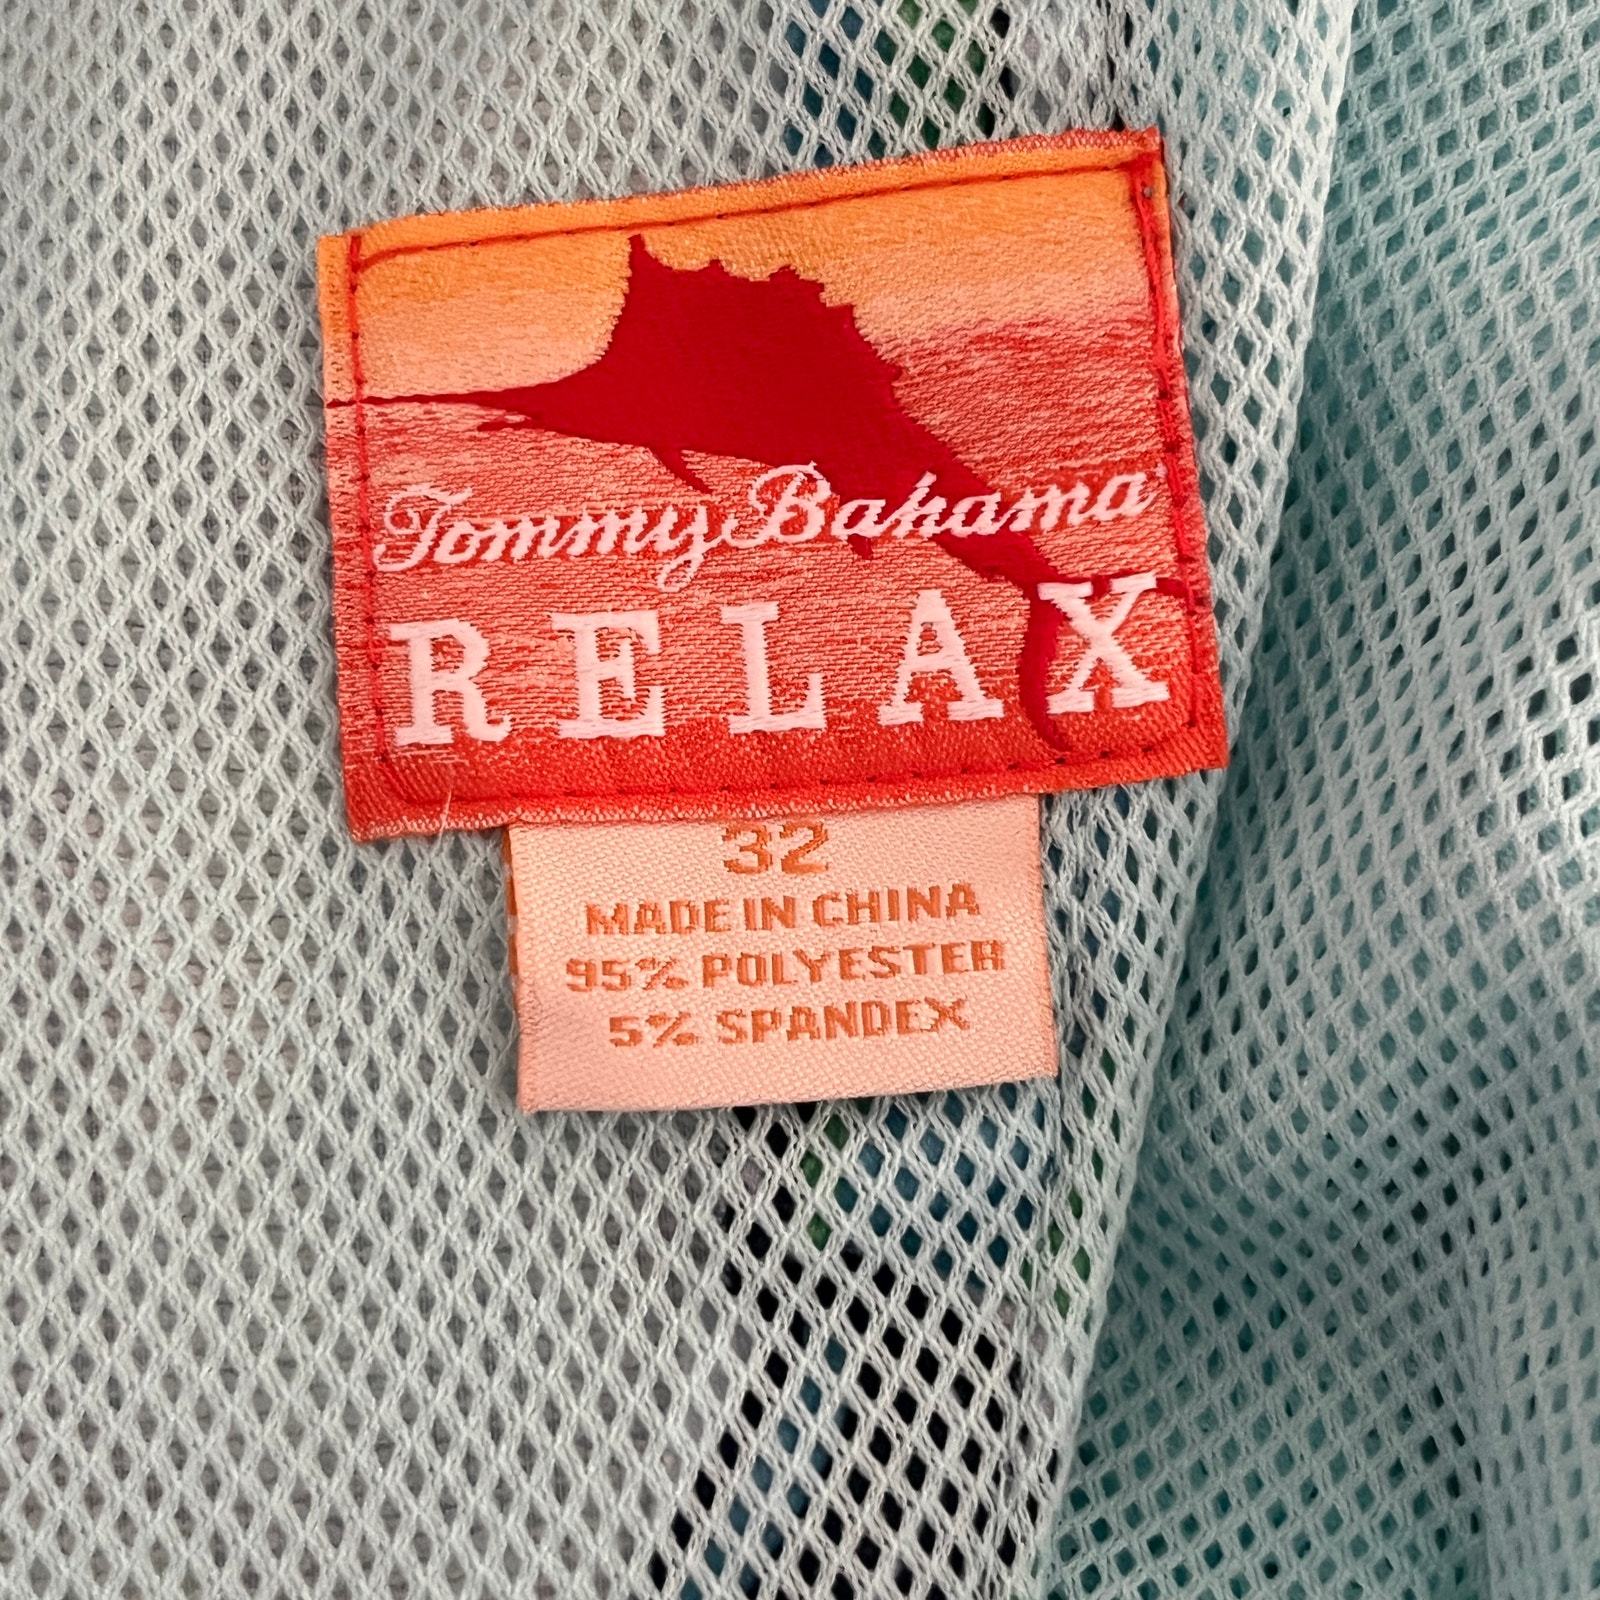 Tommy Bahama
RELAX
32
MADE IN CHINA
95% POLYESTER
5% SPANDEX